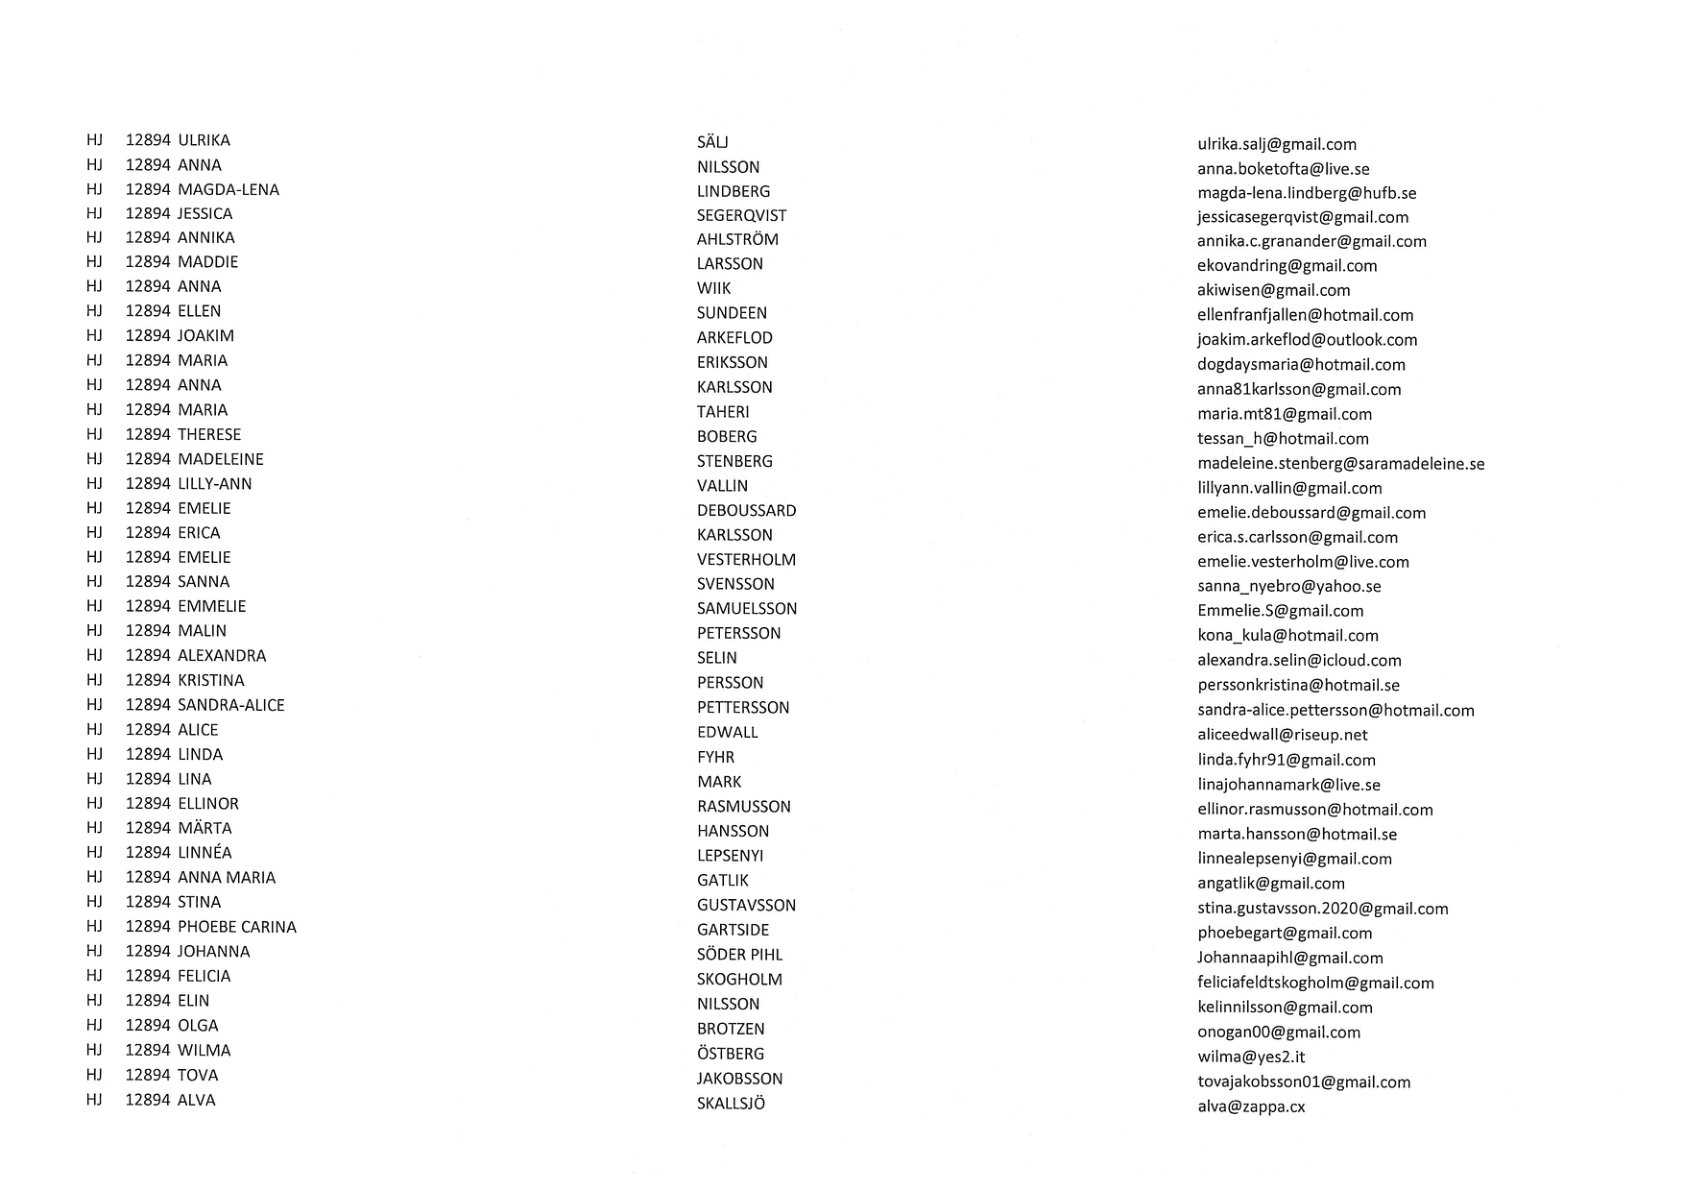 HJ 12894 ULRIKA SÄLJ ulrika.salj@gmail.com
HJ 12894 ANNA NILSSON anna.boketofta@live.se
HJ 12894 MAGDA-LENA LINDBERG magda-lena.lindberg@hufb.se
HJ 12894 JESSICA SEGERQVIST jessicasegerqvist@gmail.com
HJ 12894 ANNIKA AHLSTRÖM annika.c.granander@gmail.com
HJ 12894 MADDIE LARSSON ekovandring@gmail.com
HJ 12894 ANNA WIIK akiwisen@gmail.com
HJ 12894 ELLEN SUNDEEN ellenfranfjallen@hotmail.com
HJ 12894 JOAKIM ARKEFLOD joakim.arkeflod@outlook.com
HJ 12894 MARIA ERIKSSON dogdaysmaria@hotmail.com
HJ 12894 ANNA KARLSSON anna81karlsson@gmail.com
HJ 12894 MARIA TAHERI maria.mt81@gmail.com
HJ 12894 THERESE BOBERG tessan_h@hotmail.com
HJ 12894 MADELEINE STENBERG madeleine.stenberg@saramadeleine.se
HJ 12894 LILLY-ANN VALLIN lillyann.vallin@gmail.com
HJ 12894 EMELIE DEBOUSSARD emelie.deboussard@gmail.com
HJ 12894 ERICA KARLSSON erica.s.carlsson@gmail.com
HJ 12894 EMELIE VESTERHOLM emelie.vesterholm@live.com
HJ 12894 SANNA SVENSSON sanna_nyebro@yahoo.se
HJ 12894 EMMELIE SAMUELSSON Emmelie.S@gmail.com
HJ 12894 MALIN PETERSSON kona_kula@hotmail.com
HJ 12894 ALEXANDRA SELIN alexandra.selin@icloud.com
HJ 12894 KRISTINA PERSSON perssonkristina@hotmail.se
HJ 12894 SANDRA-ALICE PETTERSSON sandra-alice.pettersson@hotmail.com
HJ 12894 ALICE EDWALL aliceedwall@riseup.net
HJ 12894 LINDA FYHR linda.fyhr91@gmail.com
HJ 12894 LINA MARK linajohannamark@live.se
HJ 12894 ELLINOR RASMUSSON ellinor.rasmusson@hotmail.com
HJ 12894 MÄRTA HANSSON marta.hansson@hotmail.se
HJ 12894 LINNÉA LEPSENYI linnealepsenyi@gmail.com
HJ 12894 ANNA MARIA GATLIK angatlik@gmail.com
HJ 12894 STINA GUSTAVSSON stina.gustavsson.2020@gmail.com
HJ 12894 PHOEBE CARINA GARTSIDE phoebegart@gmail.com
HJ 12894 JOHANNA SÖDER PIHL Johannaapihl@gmail.com
HJ 12894 FELICIA SKOGHOLM feliciafeldtskogholm@gmail.com
HJ 12894 ELIN NILSSON kelinnilsson@gmail.com
HJ 12894 OLGA BROTZEN onogan00@gmail.com
HJ 12894 WILMA ÖSTBERG wilma@yes2.it
HJ 12894 TOVA JAKOBSSON tovajakobsson01@gmail.com
HJ 12894 ALVA SKALLSJÖ alva@zappa.cx